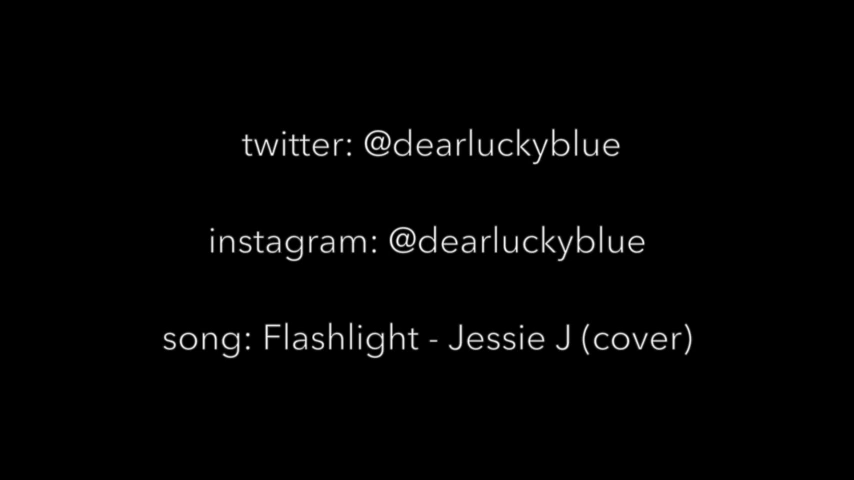 twitter: @dearluckyblue
instagram: @dearluckyblue
song: Flashlight - Jessie J (cover)